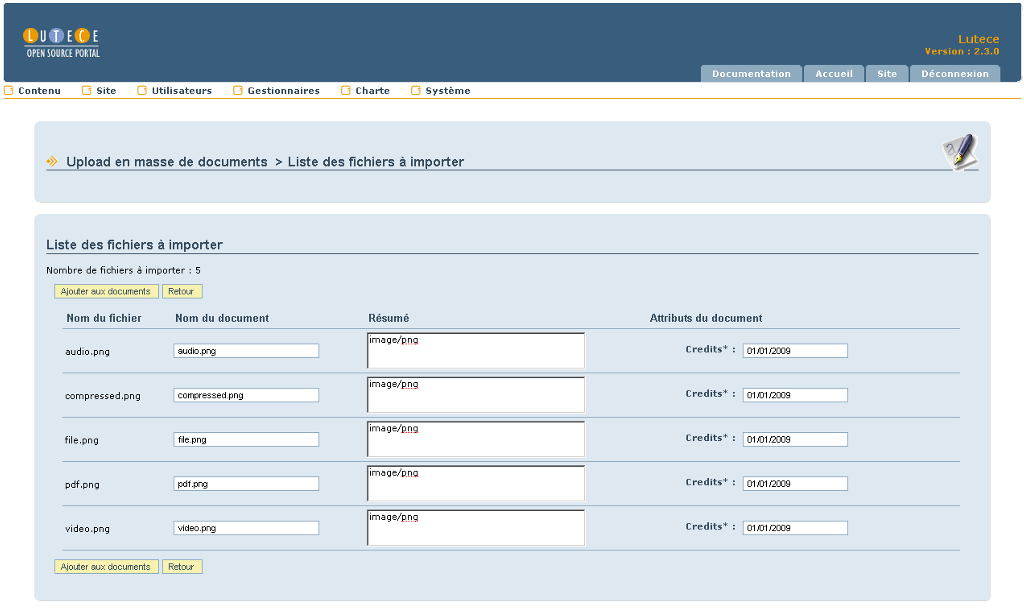 LUTECE
OPEN SOURCE PORTAL
Lutece
Version : 2.3.0
Documentation Accueil Site Déconnexion
Contenu Site Utilisateurs Gestionnaires Charte Système
Upload en masse de documents > Liste des fichiers à importer
Liste des fichiers à importer
Nombre de fichiers à importer : 5
Ajouter aux documents Retour
Nom du fichier Nom du document Résumé Attributs du document
audio.png audio.png image/png Credits* : 01/01/2009
compressed.png compressed.png image/png Credits* : 01/01/2009
file.png file.png image/png Credits* : 01/01/2009
pdf.png pdf.png image/png Credits* : 01/01/2009
video.png video.png image/png Credits* : 01/01/2009
Ajouter aux documents Retour